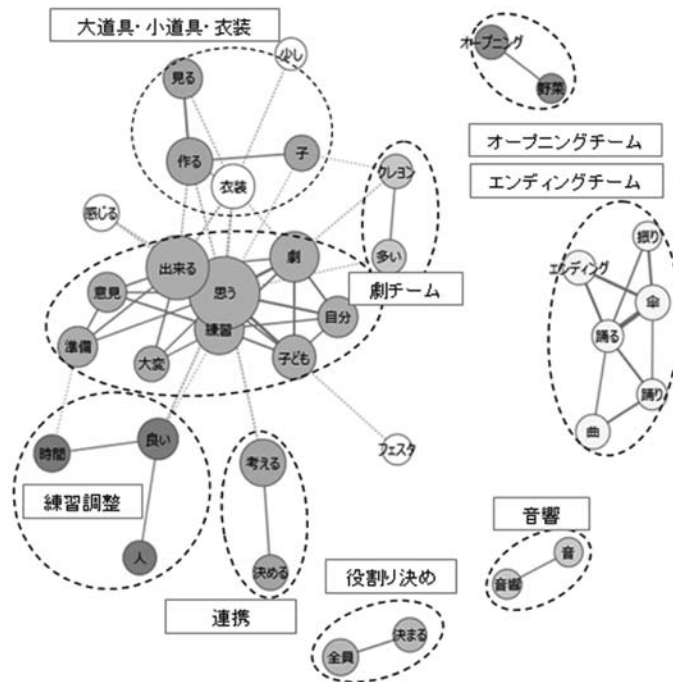 大道具・小道具・衣装
少し
見る
作る
子
衣装
感じる
オープニング
野菜
オープニングチーム
エンディングチーム
クレヨン
多い
劇チーム
出来る
劇
思う
意見
練習
自分
準備
大変
子ども
振り
エンディング
傘
踊る
踊り
曲
フェスタ
時間
良い
人
練習調整
考える
決める
連携
音響
音
音響
役割り決め
決まる
全員